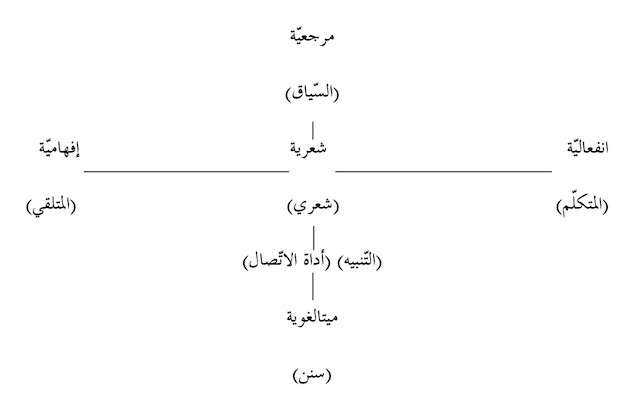 مرجعيّة
(السّياق)
انفعاليّة شعرية إفهاميّة
(المتكلّم) (شعري) (المتلقي)
(التّنبيه) (أداة الاتّصال)
ميتالغوية
(سنن)